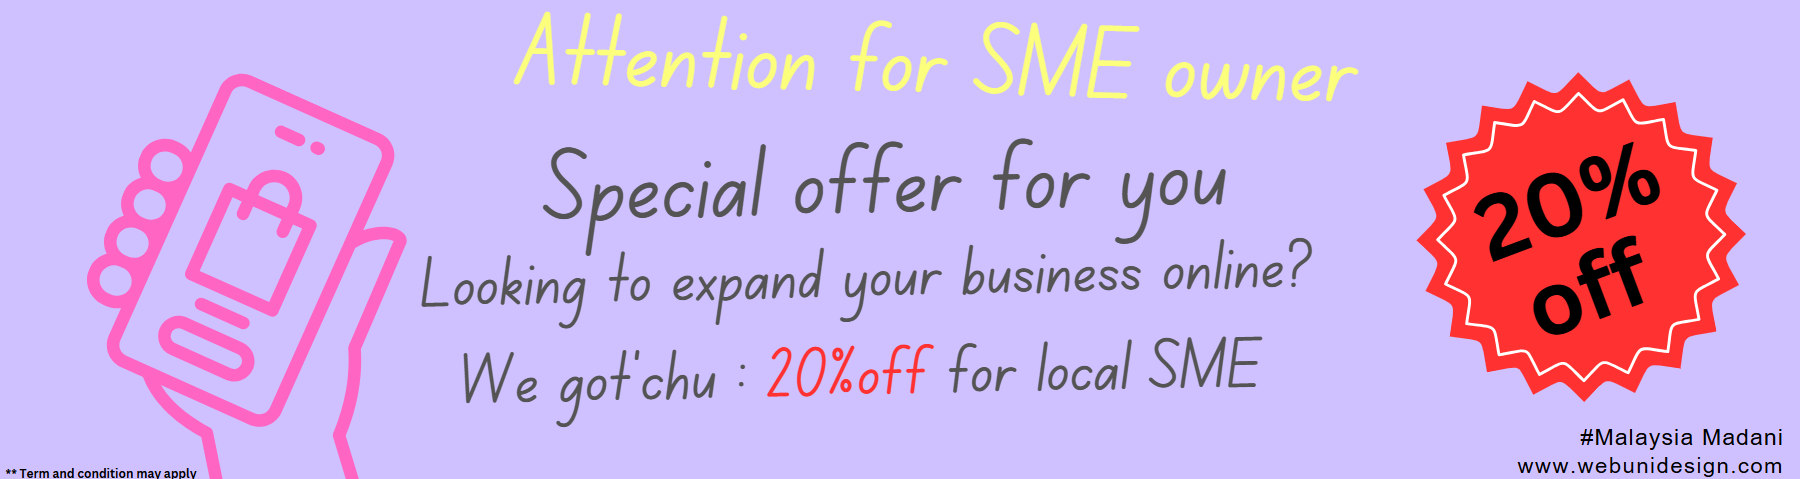 Attention for SME owner
Special offer for you
Looking to expand your business online?
We got'chu : 20%off for local SME
20%
off
#Malaysia Madani
www.webunidesign.com
** Term and condition may apply